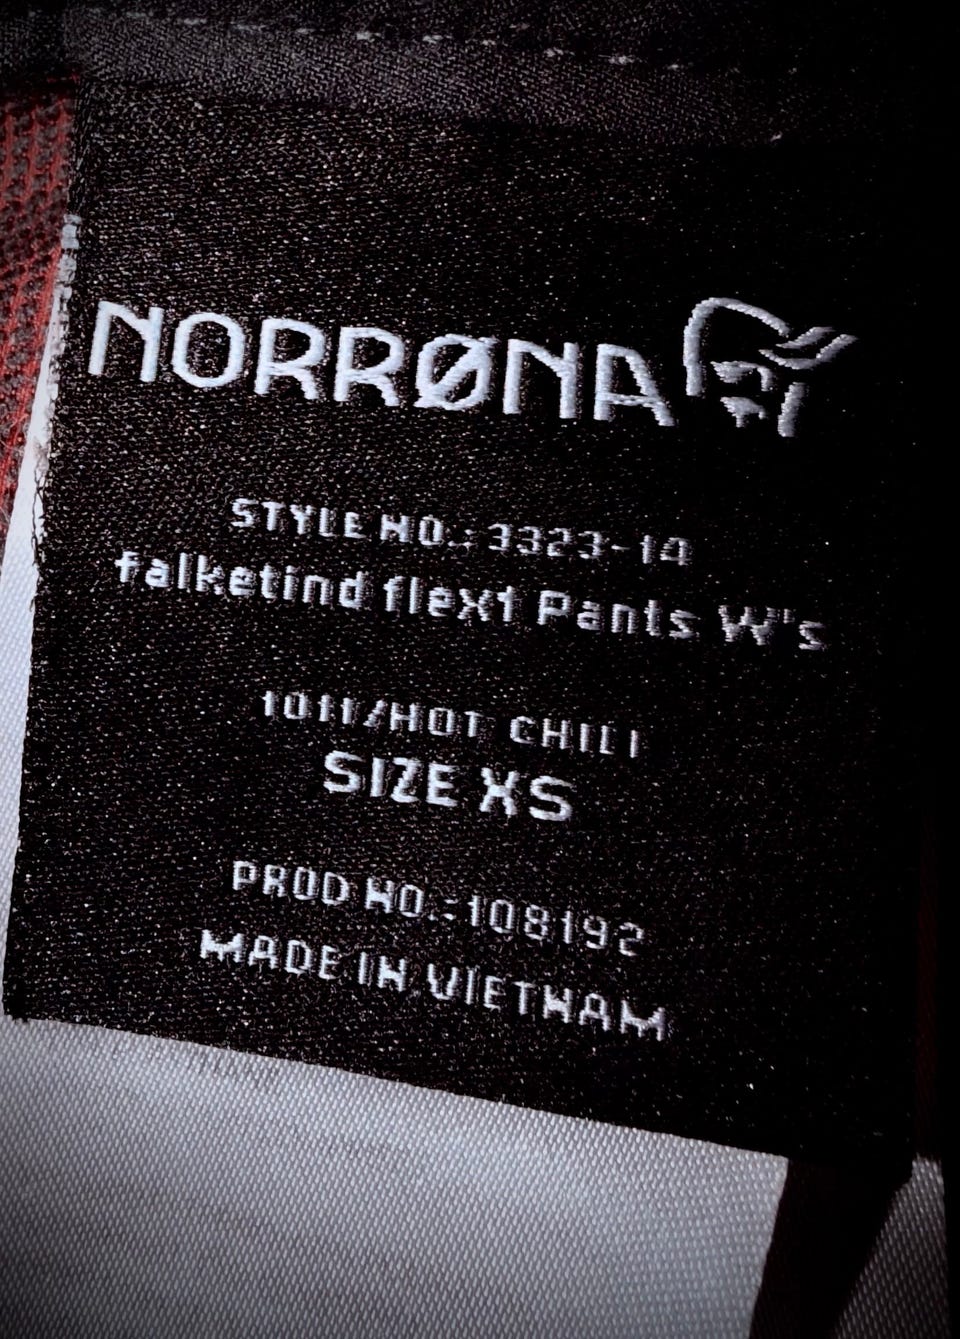 NORRØNA
STYLE NO.: 3323-14
falketind flex1 Pants W's
1011/HOT CHILI
SIZE XS
PROD NO.:108192
MADE IN VIETNAM